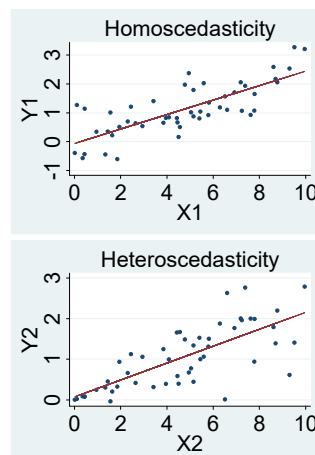 Homoscedasticity
Y1
3
2
1
0
-1
0 2 4 6 8 10
X1
Heteroscedasticity
Y2
3
2
1
0
0 2 4 6 8 10
X2